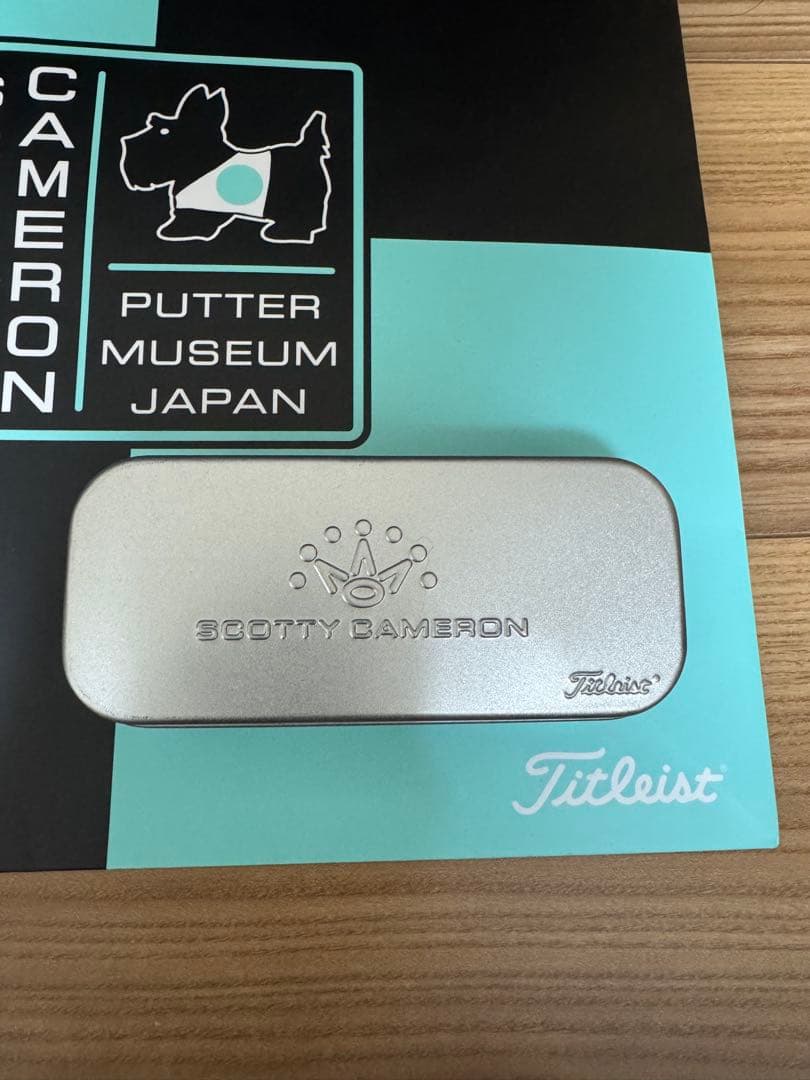 CAMERON
PUTTER
MUSEUM
JAPAN
SCOTTY CAMERON
Titleist
Titleist